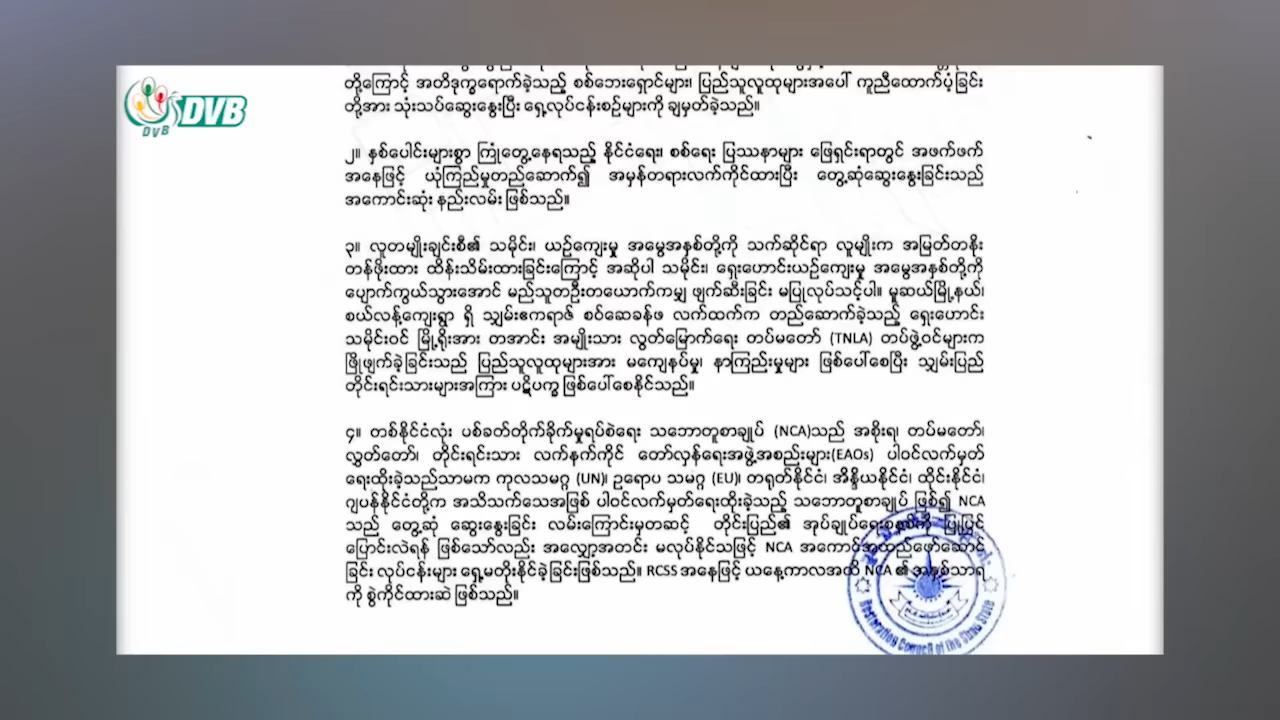 DVB
DVB
တို့ကြောင့် အတိဒုက္ခရောက်ခဲ့သည့် စစ်ဘေးရှောင်များ၊ ပြည်သူလူထုများအပေါ် ကူညီထောက်ပံ့ခြင်း
တို့အား သုံးသပ်ဆွေးနွေးပြီး ရှေ့လုပ်ငန်းစဉ်များကို ချမှတ်ခဲ့သည်။
၂။ နှစ်ပေါင်းများစွာ ကြုံတွေ့နေရသည့် နိုင်ငံရေး၊ စစ်ရေး ပြဿနာများ ဖြေရှင်းရာတွင် အဖက်ဖက်
အနေဖြင့် ယုံကြည်မှုတည်ဆောက်၍ အမှန်တရားလက်ကိုင်ထားပြီး တွေ့ဆုံဆွေးနွေးခြင်းသည်
အကောင်းဆုံး နည်းလမ်း ဖြစ်သည်။
၃။ လူတမျိုးချင်းစီ၏ သမိုင်း၊ ယဉ်ကျေးမှု အမွေအနှစ်တို့ကို သက်ဆိုင်ရာ လူမျိုးက အမြတ်တနိုး
တန်ဖိုးထား ထိန်းသိမ်းထားခြင်းကြောင့် အဆိုပါ သမိုင်း၊ ရှေးဟောင်းယဉ်ကျေးမှု အမွေအနှစ်တို့ကို
ပျောက်ကွယ်သွားအောင် မည်သူတဦးတယောက်ကမျှ ဖျက်ဆီးခြင်း မပြုလုပ်သင့်ပါ။ မူဆယ်မြို့နယ်၊
စယ်လန့်ကျေးရွာ ရှိ သျှမ်းဧကရာဇ် စဝ်ဆေခန်ဖ လက်ထက်က တည်ဆောက်ခဲ့သည့် ရှေးဟောင်း
သမိုင်းဝင် မြို့ရိုးအား တအာင်း အမျိုးသား လွတ်မြောက်ရေး တပ်မတော် (TNLA) တပ်ဖွဲ့ဝင်များက
ဖြိုဖျက်ခဲ့ခြင်းသည် ပြည်သူလူထုများအား မကျေနပ်မှု၊ နာကြည်းမှုများ ဖြစ်ပေါ်စေပြီး သျှမ်းပြည်
တိုင်းရင်းသားများအကြား ပဋိပက္ခ ဖြစ်ပေါ်စေနိုင်သည်။
၄။ တစ်နိုင်ငံလုံး ပစ်ခတ်တိုက်ခိုက်မှုရပ်စဲရေး သဘောတူစာချုပ် (NCA)သည် အစိုးရ၊ တပ်မတော်၊
လွှတ်တော်၊ တိုင်းရင်းသား လက်နက်ကိုင် တော်လှန်ရေးအဖွဲ့အစည်းများ(EAOs) ပါဝင်လက်မှတ်
ရေးထိုးခဲ့သည်သာမက ကုလသမဂ္ဂ (UN)၊ ဥရောပ သမဂ္ဂ (EU)၊ တရုတ်နိုင်ငံ၊ အိန္ဒိယနိုင်ငံ၊ ထိုင်းနိုင်ငံ၊
ဂျပန်နိုင်ငံတို့က အသိသက်သေအဖြစ် ပါဝင်လက်မှတ်ရေးထိုးခဲ့သည့် သဘောတူစာချုပ် ဖြစ်၍ NCA
သည် တွေ့ဆုံ ဆွေးနွေးခြင်း လမ်းကြောင်းမှတဆင့် တိုင်းပြည်၏ အုပ်ချုပ်ရေးစနစ်ကို ပြုပြင်
ပြောင်းလဲရန် ဖြစ်သော်လည်း အလျှော့အတင်း မလုပ်နိုင်သဖြင့် NCA အကောင်အထည်ဖော်ဆောင်
ခြင်း လုပ်ငန်းများ ရှေ့မတိုးနိုင်ခဲ့ခြင်းဖြစ်သည်။ RCSS အနေဖြင့် ယနေ့ကာလအထိ NCA ၏ အနှစ်သာရ
ကို စွဲကိုင်ထားဆဲ ဖြစ်သည်။
Restoration Council of the Shan State